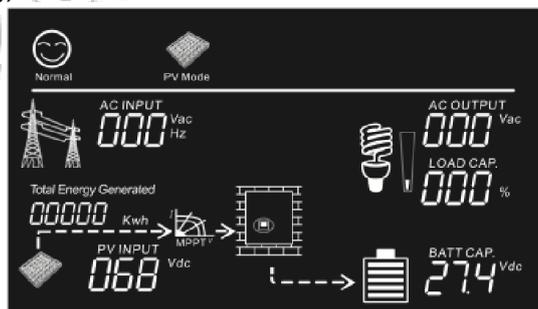 Normal
PV Mode
AC INPUT
000 Vac
Hz
AC OUTPUT
000 Vac
LOAD CAP.
000 %
Total Energy Generated
00000 Kwh
I
V
MPPT
PV INPUT
068 Vdc
BATT CAP.
27.4 Vdc